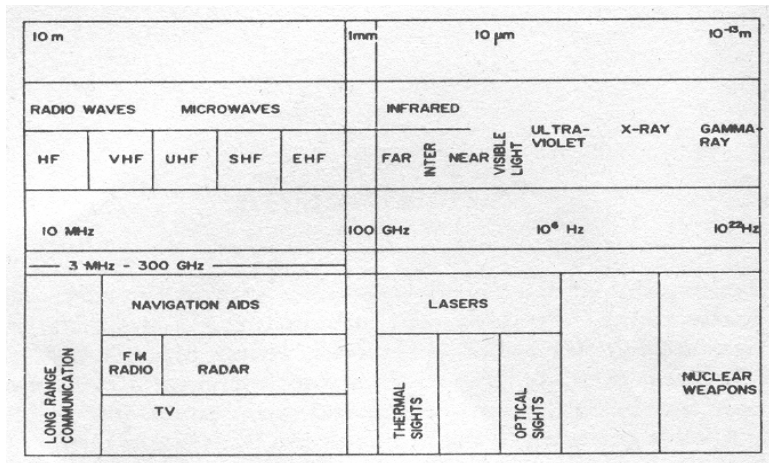 10 m 1mm 10 µm 10⁻¹³m
RADIO WAVES MICROWAVES INFRARED
ULTRA-
VIOLET
X-RAY
GAMMA-
RAY
HF VHF UHF SHF EHF FAR INTER NEAR
VISIBLE
LIGHT
10 MHz 100 GHz 10⁶ Hz 10²²Hz
3 MHz - 300 GHz
LONG RANGE
COMMUNICATION
NAVIGATION AIDS
FM
RADIO
RADAR
TV
LASERS
THERMAL
SIGHTS
OPTICAL
SIGHTS
NUCLEAR
WEAPONS